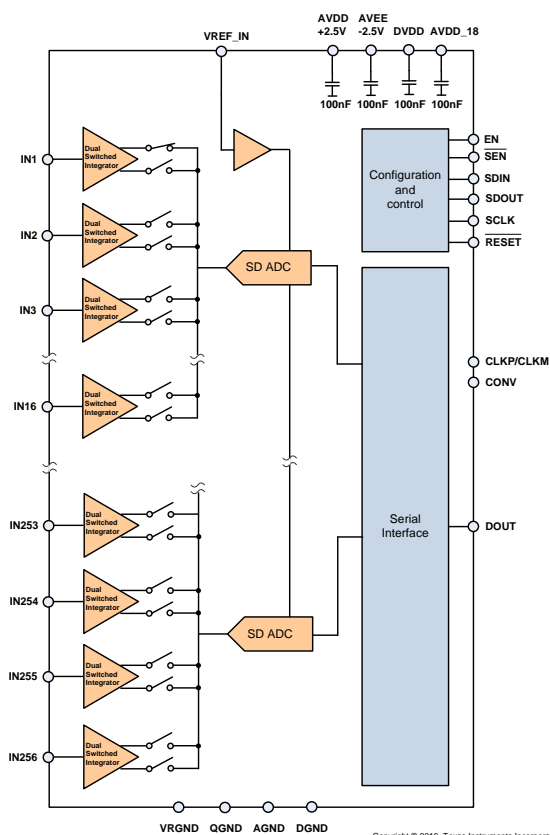 VREF_IN
AVDD
+2.5V
AVEE
-2.5V
DVDD
AVDD_18
100nF
100nF
100nF
100nF
IN1
Dual
Switched
Integrator
IN2
Dual
Switched
Integrator
IN3
Dual
Switched
Integrator
IN16
Dual
Switched
Integrator
SD ADC
IN253
Dual
Switched
Integrator
IN254
Dual
Switched
Integrator
IN255
Dual
Switched
Integrator
IN256
Dual
Switched
Integrator
SD ADC
Configuration
and
control
EN
SEN
SDIN
SDOUT
SCLK
RESET
Serial
Interface
CLKP/CLKM
CONV
DOUT
VRGND
QGND
AGND
DGND